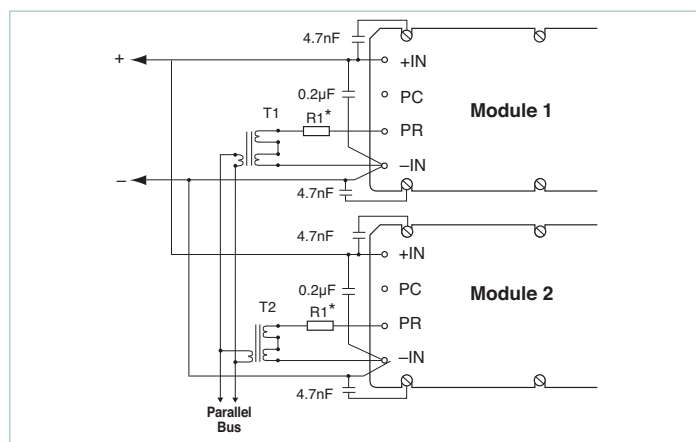 4.7nF
+
+IN
0.2µF
PC
Module 1
T1
R1*
PR
–IN
–
4.7nF
4.7nF
+IN
0.2µF
PC
Module 2
T2
R1*
PR
–IN
4.7nF
Parallel
Bus